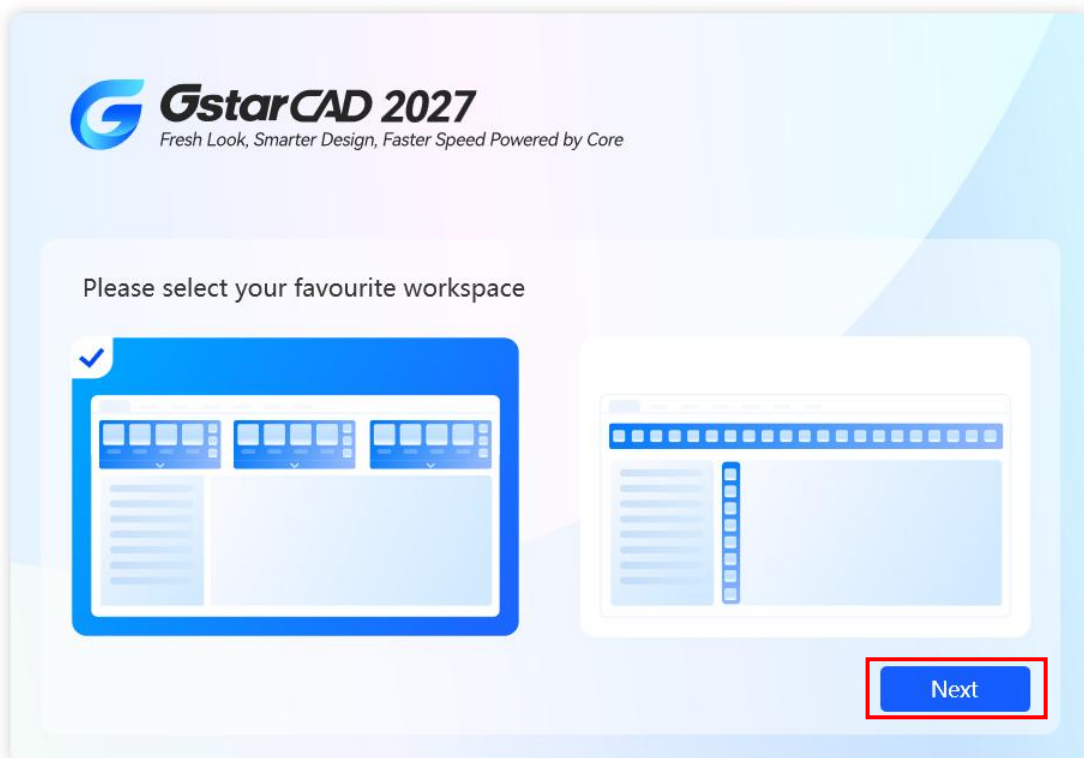 GstarCAD 2027
Fresh Look, Smarter Design, Faster Speed Powered by Core
Please select your favourite workspace
Next